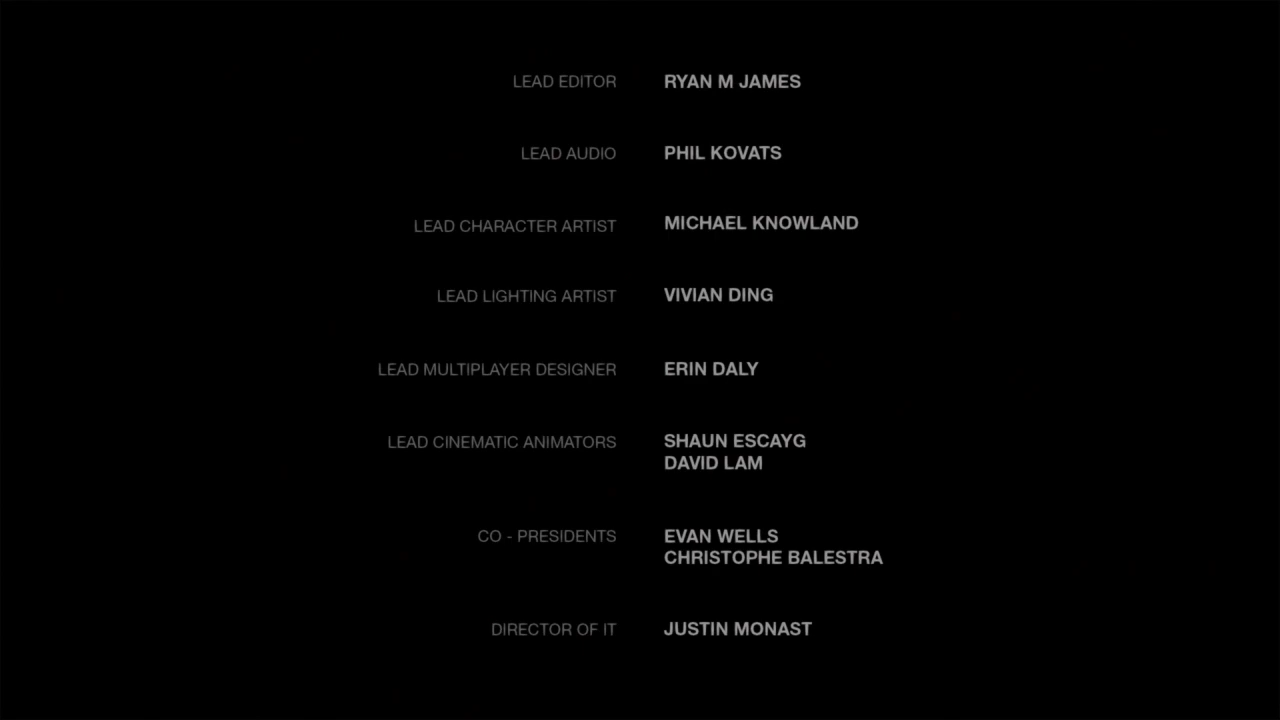 LEAD EDITOR RYAN M JAMES
LEAD AUDIO PHIL KOVATS
LEAD CHARACTER ARTIST MICHAEL KNOWLAND
LEAD LIGHTING ARTIST VIVIAN DING
LEAD MULTIPLAYER DESIGNER ERIN DALY
LEAD CINEMATIC ANIMATORS SHAUN ESCAYG
DAVID LAM
CO - PRESIDENTS EVAN WELLS
CHRISTOPHE BALESTRA
DIRECTOR OF IT JUSTIN MONAST